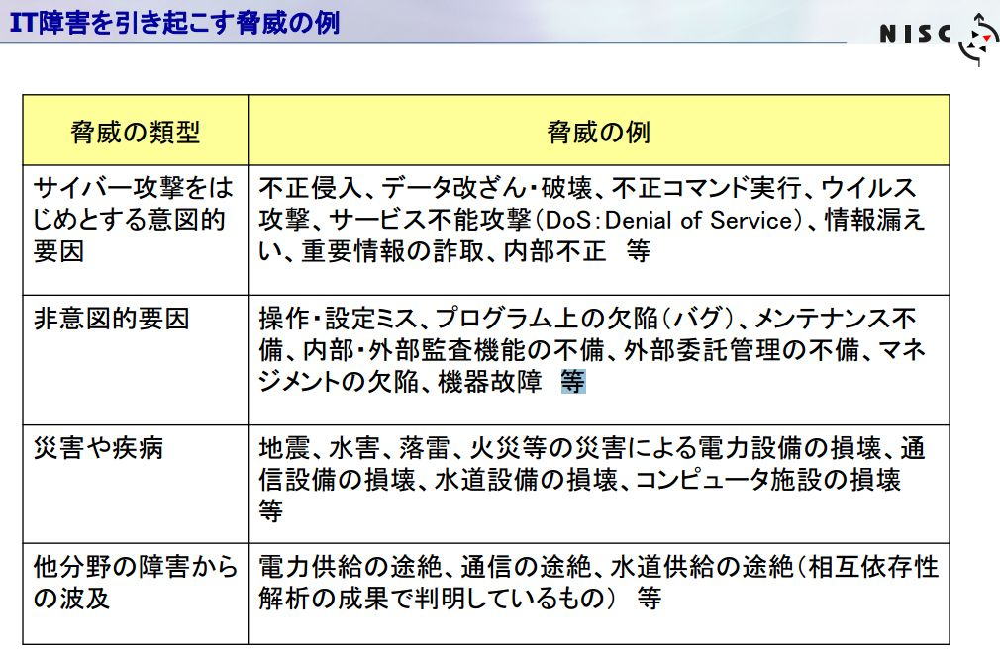 IT障害を引き起こす脅威の例
NISC
脅威の類型
脅威の例
サイバー攻撃をは
じめとする意図的
要因
不正侵入、データ改ざん・破壊、不正コマンド実行、ウイルス
攻撃、サービス不能攻撃（DoS：Denial of Service）、情報漏え
い、重要情報の詐取、内部不正　等
非意図的要因
操作・設定ミス、プログラム上の欠陥（バグ）、メンテナンス不
備、内部・外部監査機能の不備、外部委託管理の不備、マネ
ジメントの欠陥、機器故障　等
災害や疾病
地震、水害、落雷、火災等の災害による電力設備の損壊、通
信設備の損壊、水道設備の損壊、コンピュータ施設の損壊
等
他分野の障害から
の波及
電力供給の途絶、通信の途絶、水道供給の途絶（相互依存性
解析の成果で判明しているもの）　等